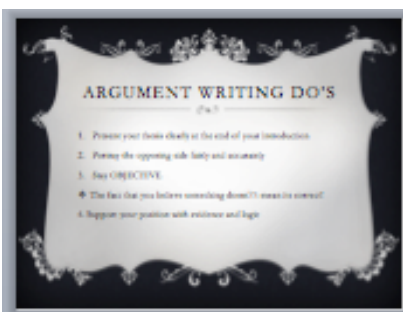 ARGUMENT WRITING DO'S
1. Present your thesis clearly at the end of your introduction
2. Portray the opposing side fairly and accurately
3. Stay OBJECTIVE
The fact that you believe something doesn't mean its correct!
4. Support your position with evidence and logic